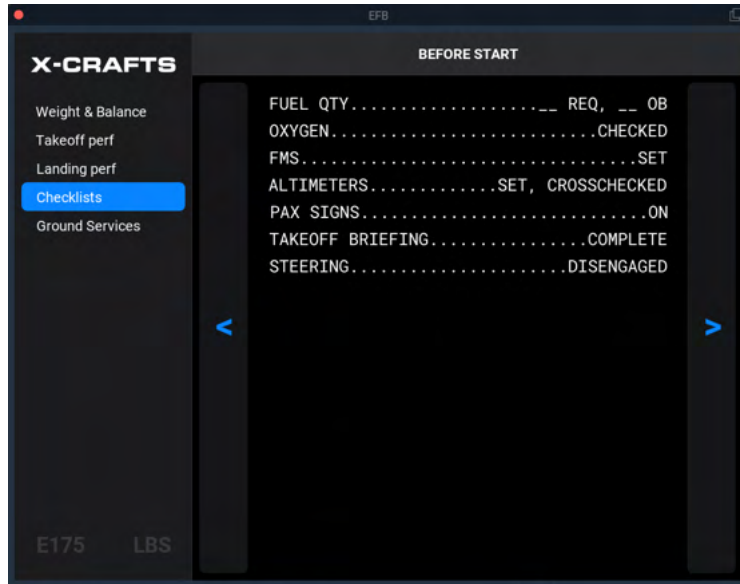 EFB
X-CRAFTS
BEFORE START
Weight & Balance
Takeoff perf
Landing perf
Checklists
Ground Services
FUEL QTY...................__ REQ, __ OB
OXYGEN...........................CHECKED
FMS..................................SET
ALTIMETERS.............SET, CROSSCHECKED
PAX SIGNS.............................ON
TAKEOFF BRIEFING................COMPLETE
STEERING......................DISENGAGED
<
>
E175 LBS